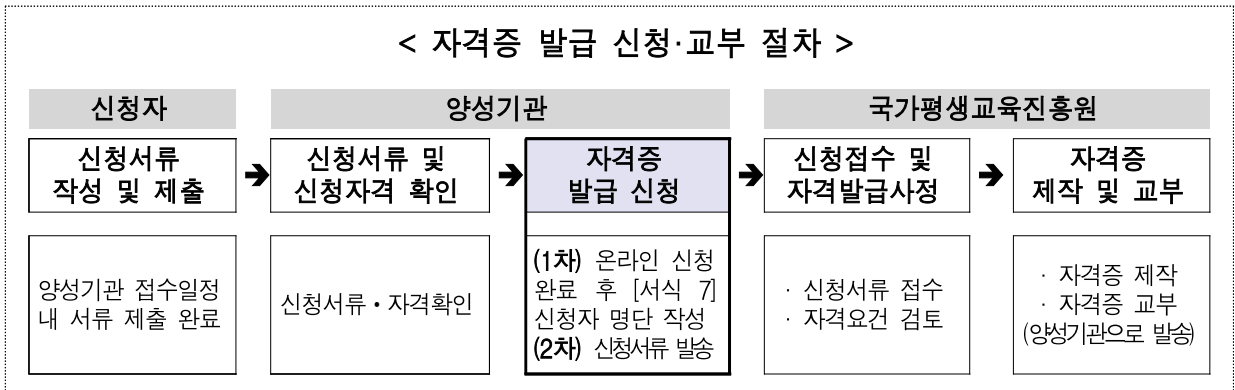 < 자격증 발급 신청·교부 절차 >
신청자
양성기관
국가평생교육진흥원
신청서류
작성 및 제출
➔
신청서류 및
신청자격 확인
➔
자격증
발급 신청
➔
신청접수 및
자격발급사정
➔
자격증
제작 및 교부
양성기관 접수일정
내 서류 제출 완료
신청서류・자격확인
(1차) 온라인 신청
완료 후 [서식 7]
신청자 명단 작성
(2차) 신청서류 발송
· 신청서류 접수
· 자격요건 검토
· 자격증 제작
· 자격증 교부
(양성기관으로 발송)